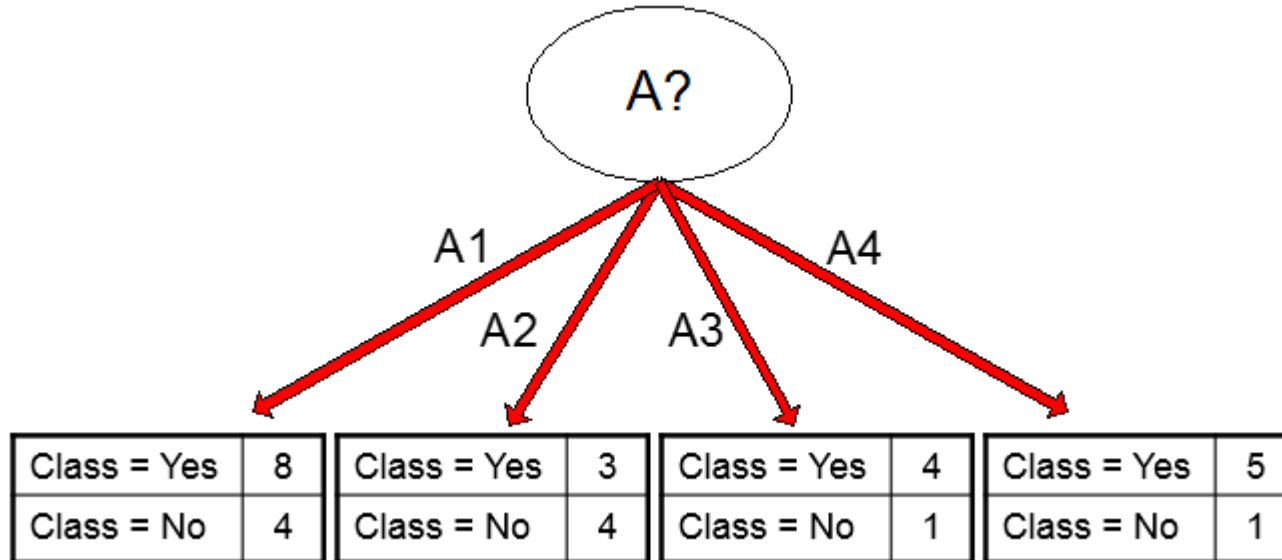 A?
A1
A4
A2
A3
Class = Yes 8
Class = No 4
Class = Yes 3
Class = No 4
Class = Yes 4
Class = No 1
Class = Yes 5
Class = No 1